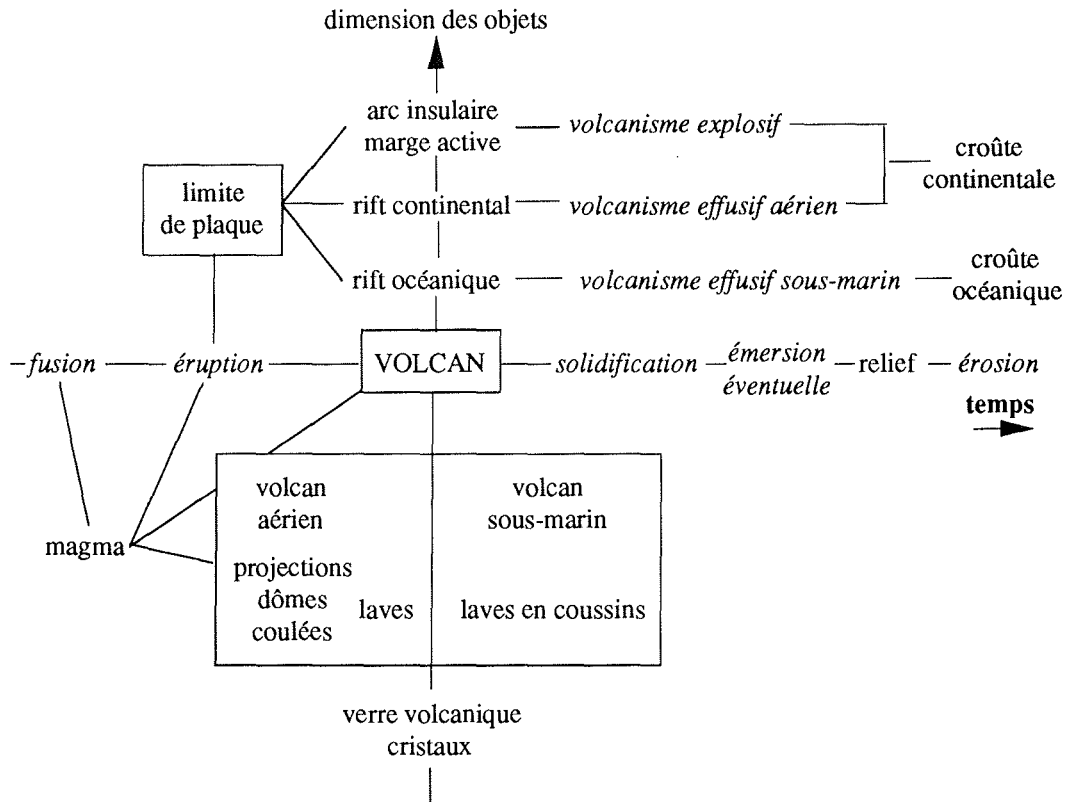 dimension des objets
arc insulaire
marge active
volcanisme explosif
croûte
continentale
limite
de plaque
rift continental
volcanisme effusif aérien
rift océanique
volcanisme effusif sous-marin
croûte
océanique
fusion
éruption
VOLCAN
solidification
émersion
éventuelle
relief
érosion
temps
volcan
aérien
volcan
sous-marin
magma
projections
dômes
coulées
laves
laves en coussins
verre volcanique
cristaux